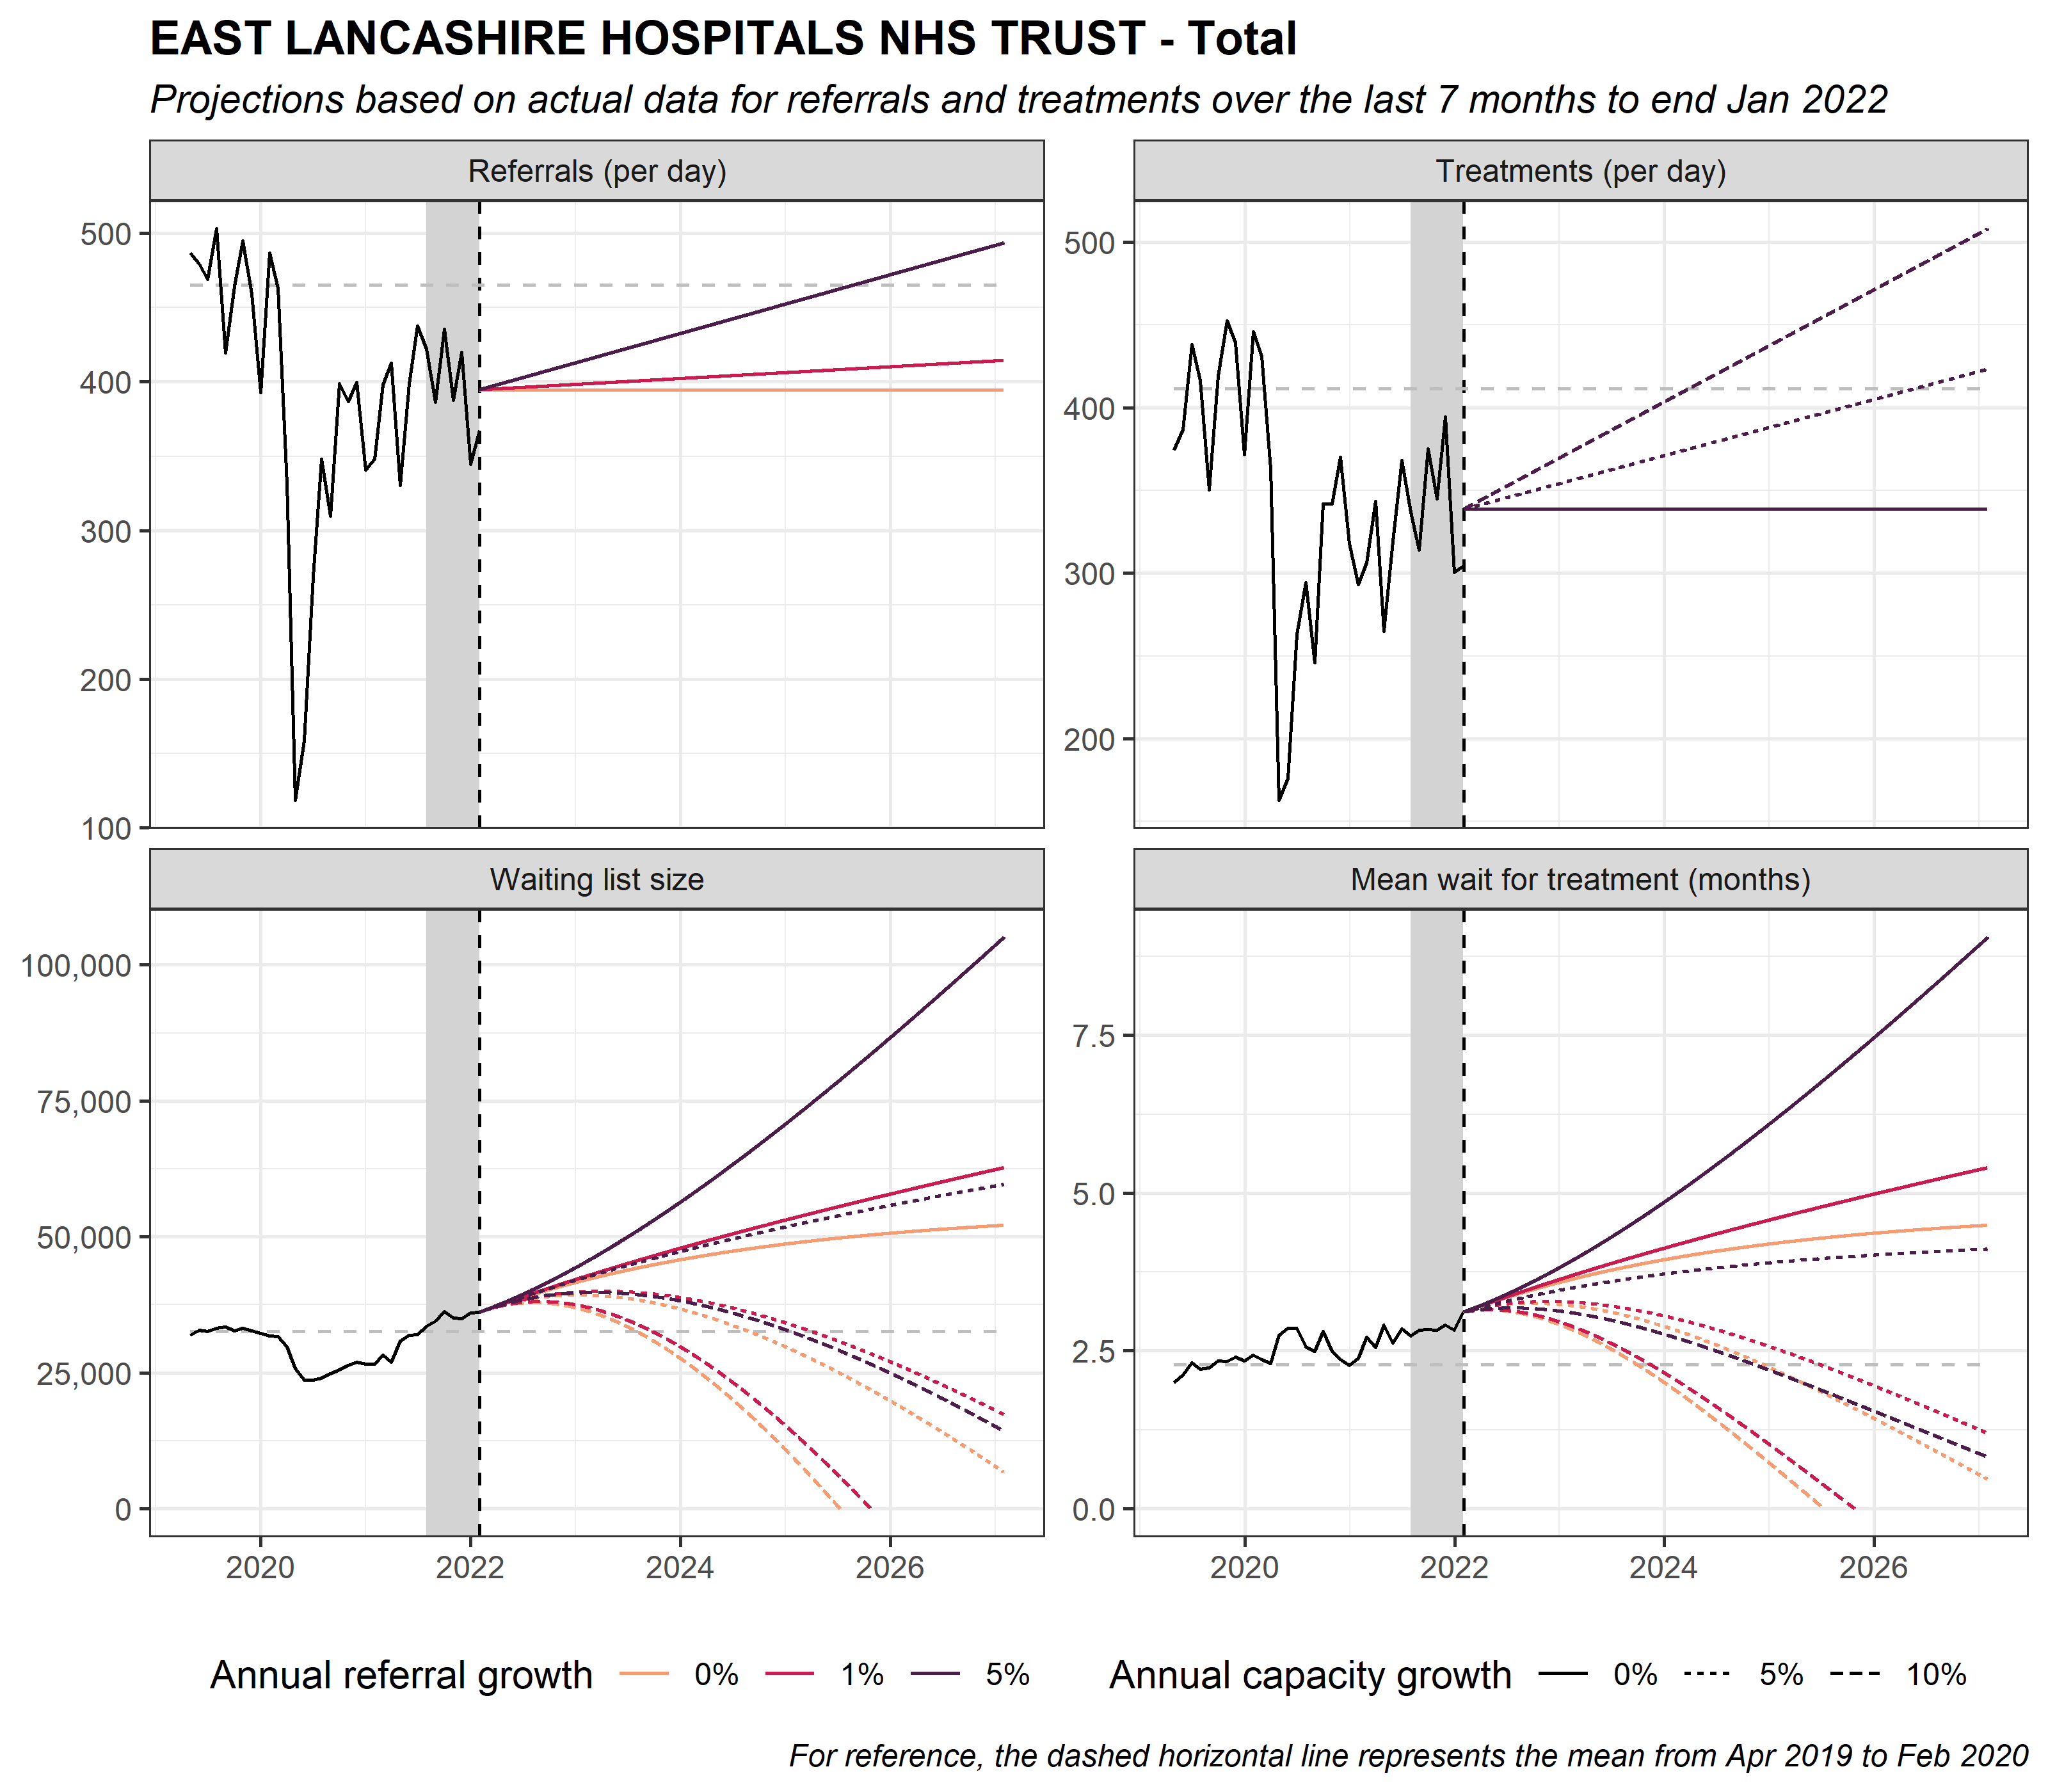 EAST LANCASHIRE HOSPITALS NHS TRUST - Total
Projections based on actual data for referrals and treatments over the last 7 months to end Jan 2022
Referrals (per day)
500
400
300
200
100
Treatments (per day)
500
400
300
200
Waiting list size
100,000
75,000
50,000
25,000
0
2020 2022 2024 2026
Mean wait for treatment (months)
7.5
5.0
2.5
0.0
2020 2022 2024 2026
Annual referral growth 0% 1% 5%
Annual capacity growth 0% 5% 10%
For reference, the dashed horizontal line represents the mean from Apr 2019 to Feb 2020